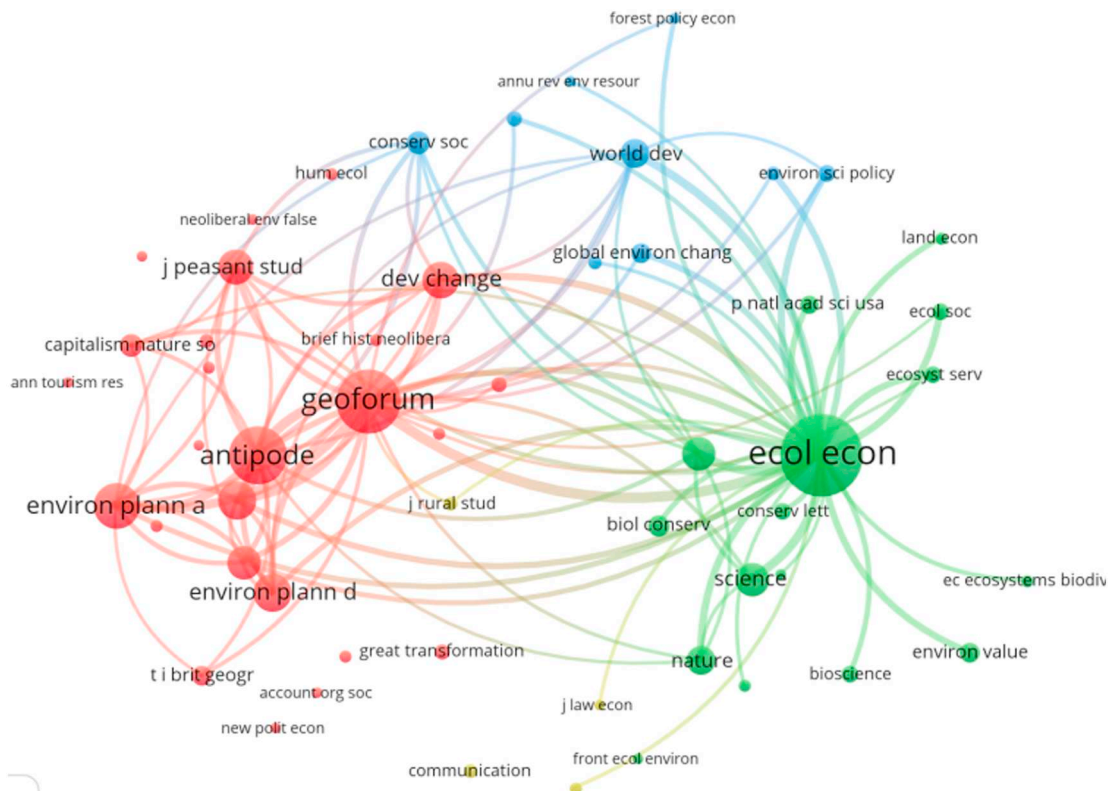 forest policy econ
annu rev env resour
conserv soc
world dev
hum ecol
environ sci policy
neoliberal env false
land econ
global environ chang
j peasant stud
dev change
p natl acad sci usa
ecol soc
brief hist neolibera
capitalism nature so
ecosyst serv
ann tourism res
geoforum
antipode
ecol econ
environ plann a
j rural stud
conserv lett
biol conserv
science
ec ecosystems biodiv
environ plann d
great transformation
environ value
nature
t i brit geogr
bioscience
account org soc
j law econ
new polit econ
front ecol environ
communication